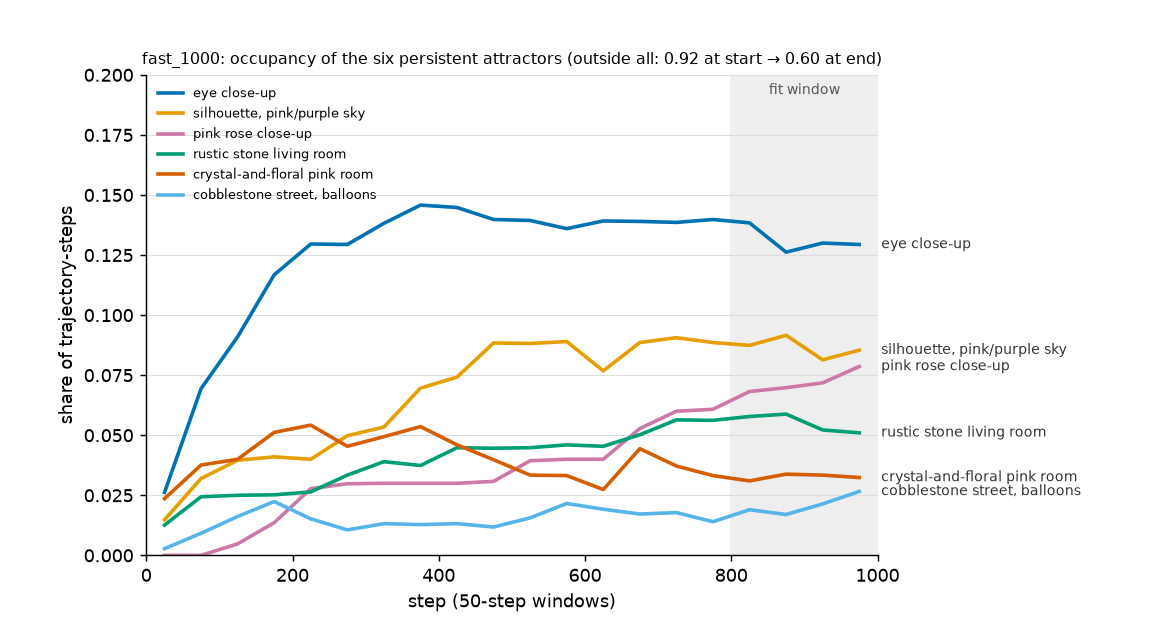 fast_1000: occupancy of the six persistent attractors (outside all: 0.92 at start → 0.60 at end)
0.200
0.175
0.150
0.125
0.100
0.075
0.050
0.025
0.000
share of trajectory-steps
eye close-up
silhouette, pink/purple sky
pink rose close-up
rustic stone living room
crystal-and-floral pink room
cobblestone street, balloons
fit window
eye close-up
silhouette, pink/purple sky
pink rose close-up
rustic stone living room
crystal-and-floral pink room
cobblestone street, balloons
0 200 400 600 800 1000
step (50-step windows)